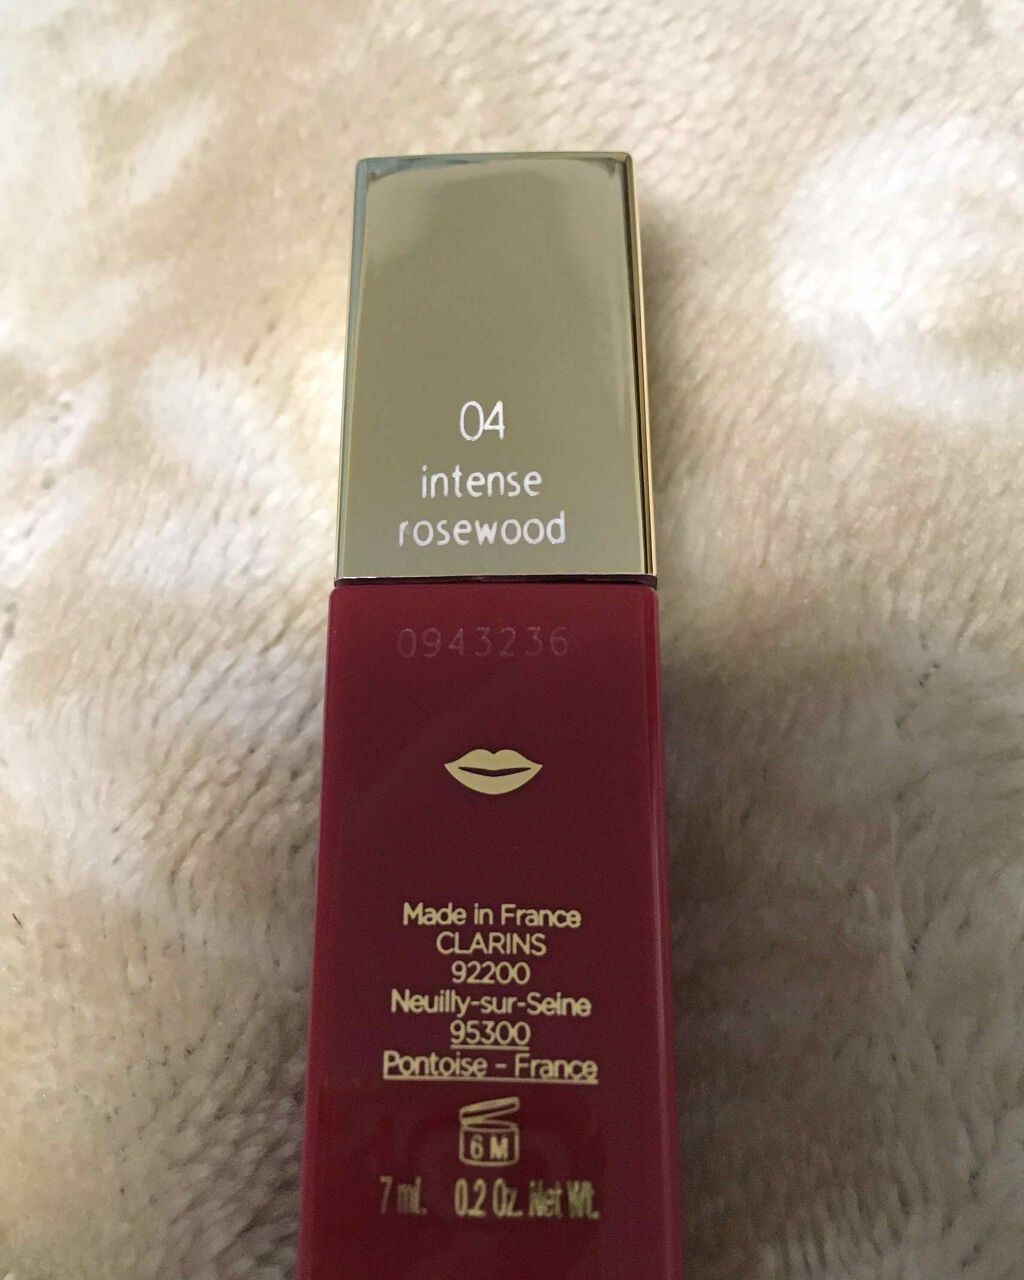 04
intense
rosewood
0943236
Made in France
CLARINS
92200
Neuilly-sur-Seine
95300
Pontoise - France
6 M
7 ml. 0.2 Oz. Net Wt.